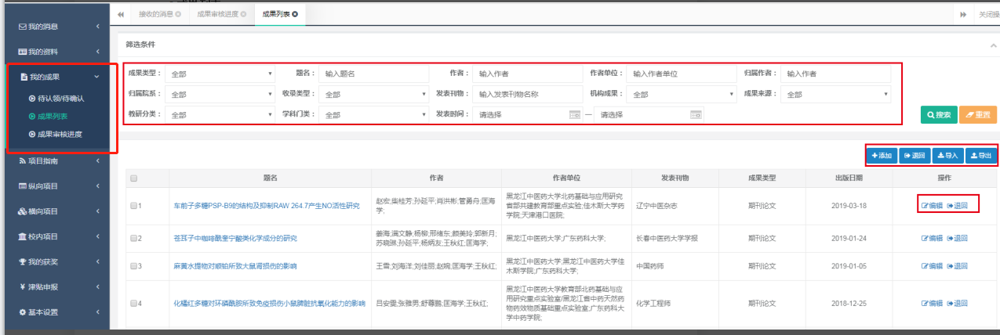 接收的消息 成果审核进度 成果列表 关闭操
我的消息
筛选条件
我的资料
我的成果
成果类型： 全部 题名： 输入题名 作者： 输入作者 作者单位： 输入作者单位 归属作者： 输入作者
待认领/待确认
归属院系： 全部 收录类型： 全部 发表刊物： 输入发表刊物名称 机构成果： 全部 成果来源： 全部
成果列表
教研分类： 全部 学科门类： 全部 发表时间： 请选择 — 请选择 搜索 重置
成果审核进度
添加 退回 导入 导出
项目指南
题名 作者 作者单位 发表刊物 成果类型 出版日期 操作
纵向项目
1 车前子多糖PSP-B9的结构及抑制RAW 264.7产生NO活性研究 赵宏;柴桂芳;孙延平;肖洪彬;管勇舟;匡海学; 黑龙江中医药大学北药基础与应用研究省部共建教育部重点实验;佳木斯大学药学院;天津港口医院; 辽宁中医杂志 期刊论文 2019-03-18 编辑 退回
横向项目
校内项目
2 苍耳子中咖啡酰奎宁酸类化学成分的研究 姜海;满文静;杨柳;邢绪东;颜美玲;郭新月;苏晓琳;孙延平;杨炳友;王秋红;匡海学; 黑龙江中医药大学;广东药科大学; 长春中医药大学学报 期刊论文 2019-01-24 编辑 退回
我的获奖
3 麻黄水提物对顺铂所致大鼠肾损伤的影响 王雪;刘海洋;刘佳丽;赵婉;匡海学;王秋红; 黑龙江中医药大学;黑龙江中医药大学佳木斯学院;广东药科大学; 中国药师 期刊论文 2019-01-05 编辑 退回
津贴申报
4 化橘红多糖对环磷酰胺所致免疫损伤小鼠脾脏抗氧化能力的影响 吕安雯;张雅男;舒尊鹏;匡海学;王秋红; 黑龙江中医药大学教育部北药基础与应用研究重点实验室/黑龙江省中药天然药物药效物质基础重点实验室;广东药科大学中药学院; 化学工程师 期刊论文 2018-12-25 编辑 退回
基本设置